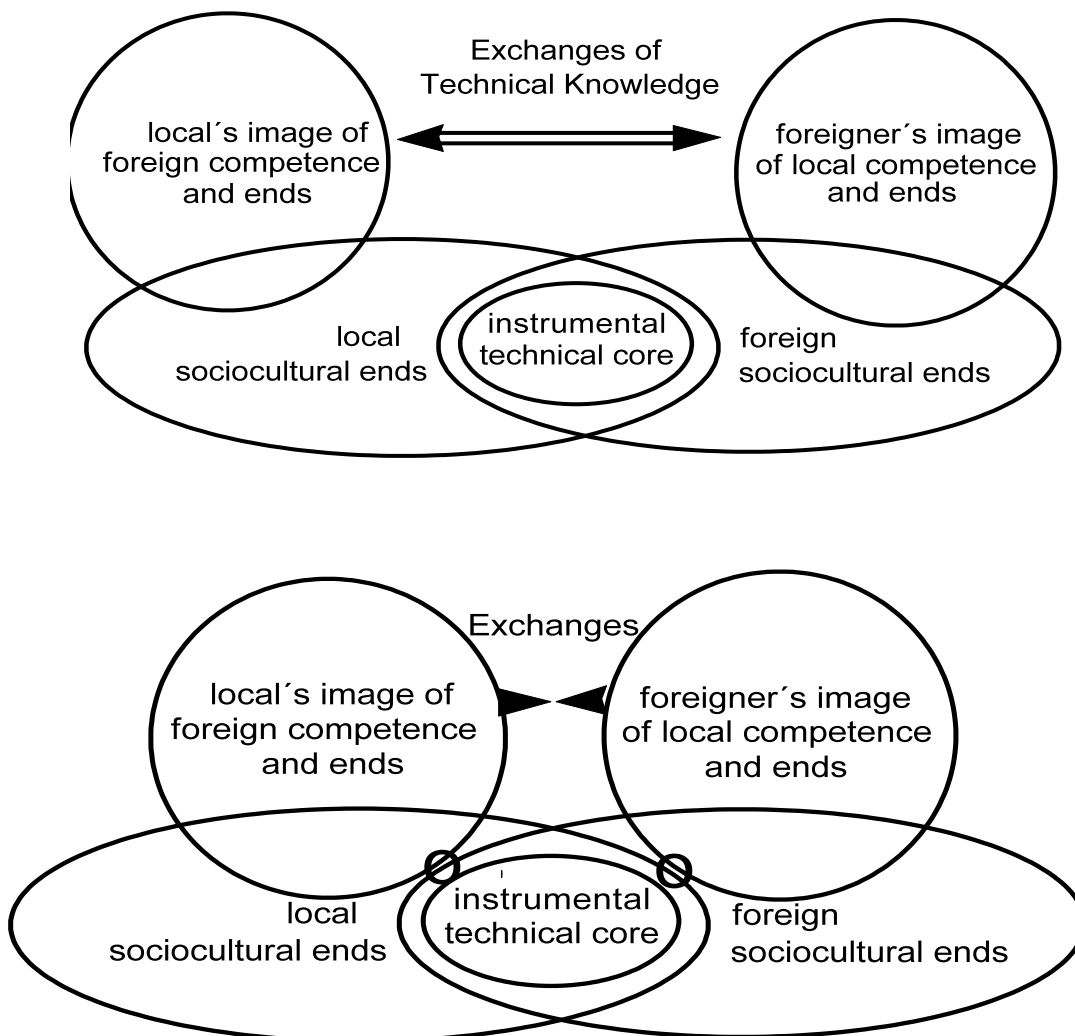 Exchanges of
Technical Knowledge
local´s image of
foreign competence
and ends
foreigner´s image
of local competence
and ends
local
sociocultural ends
instrumental
technical core
foreign
sociocultural ends
Exchanges
local´s image of
foreign competence
and ends
foreigner´s image
of local competence
and ends
local
sociocultural ends
instrumental
technical core
foreign
sociocultural ends